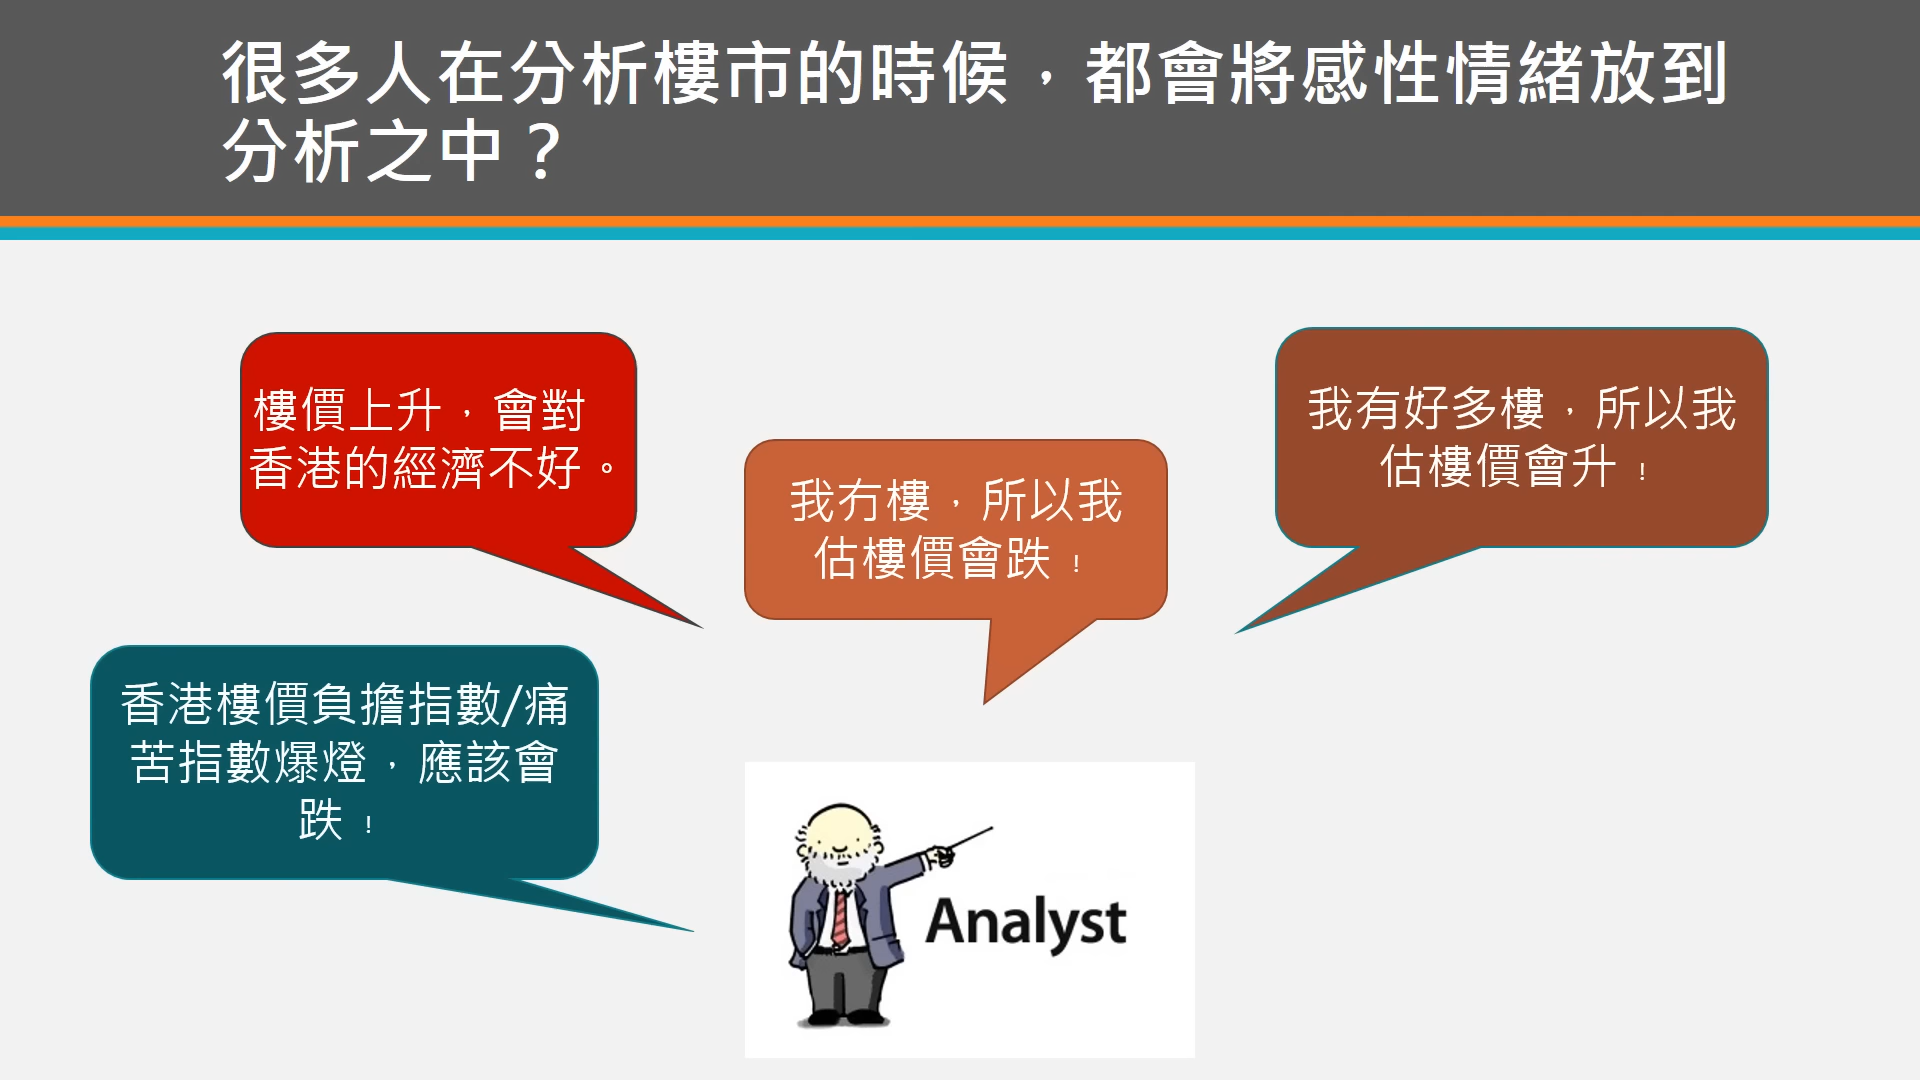 很多人在分析樓市的時候，都會將感性情緒放到
分析之中？
樓價上升，會對
香港的經濟不好。
我冇樓，所以我
估樓價會跌！
我有好多樓，所以我
估樓價會升！
香港樓價負擔指數/痛
苦指數爆燈，應該會
跌！
Analyst